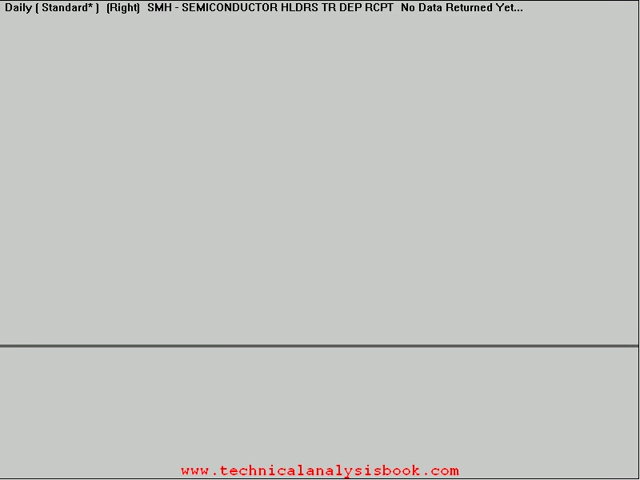 Daily ( Standard* ) (Right) SMH - SEMICONDUCTOR HLDRS TR DEP RCPT No Data Returned Yet...
www.technicalanalysisbook.com